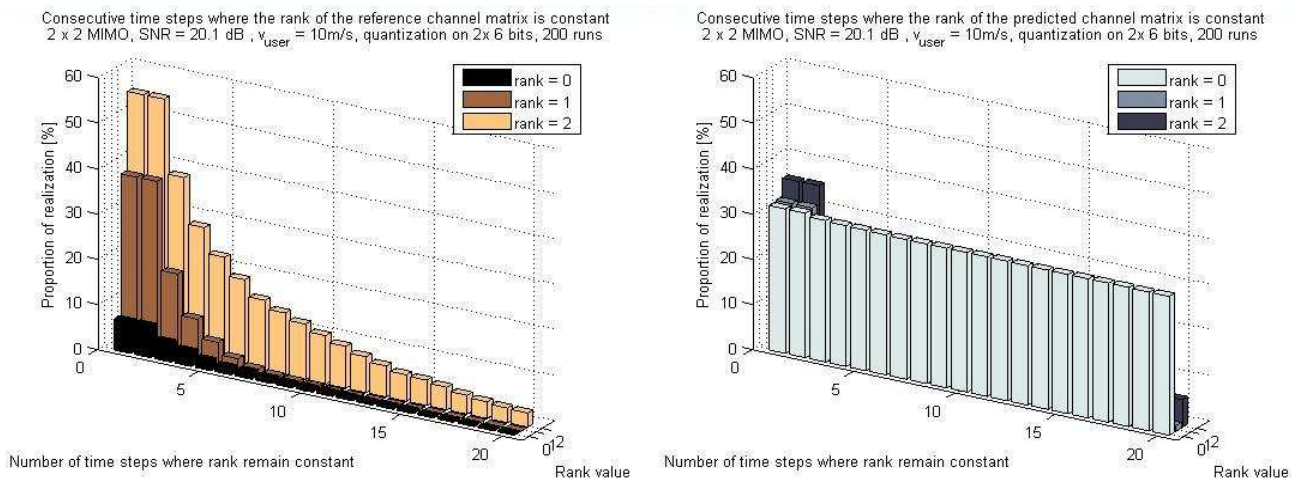 Consecutive time steps where the rank of the reference channel matrix is constant
2 x 2 MIMO, SNR = 20.1 dB , v_user = 10m/s, quantization on 2x 6 bits, 200 runs
60
50
40
30
20
10
0
Proportion of realization [%]
rank = 0
rank = 1
rank = 2
0
5
10
15
20
0
1
2
Number of time steps where rank remain constant
Rank value
Consecutive time steps where the rank of the predicted channel matrix is constant
2 x 2 MIMO, SNR = 20.1 dB , v_user = 10m/s, quantization on 2x 6 bits, 200 runs
60
50
40
30
20
10
0
Proportion of realization [%]
rank = 0
rank = 1
rank = 2
0
5
10
15
20
0
1
2
Number of time steps where rank remain constant
Rank value